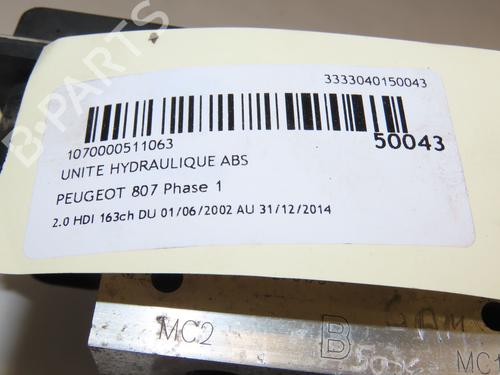 B-PARTS
3333040150043
1070000511063
50043
UNITE HYDRAULIQUE ABS
PEUGEOT 807 Phase 1
2.0 HDI 163ch DU 01/06/2002 AU 31/12/2014
MC2
B
MC1